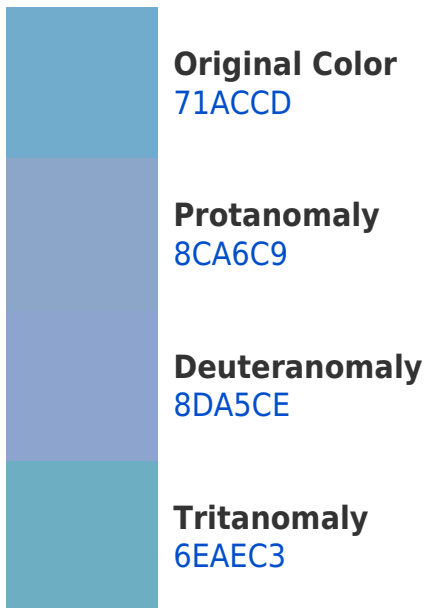 Original Color
71ACCD
Protanomaly
8CA6C9
Deuteranomaly
8DA5CE
Tritanomaly
6EAEC3